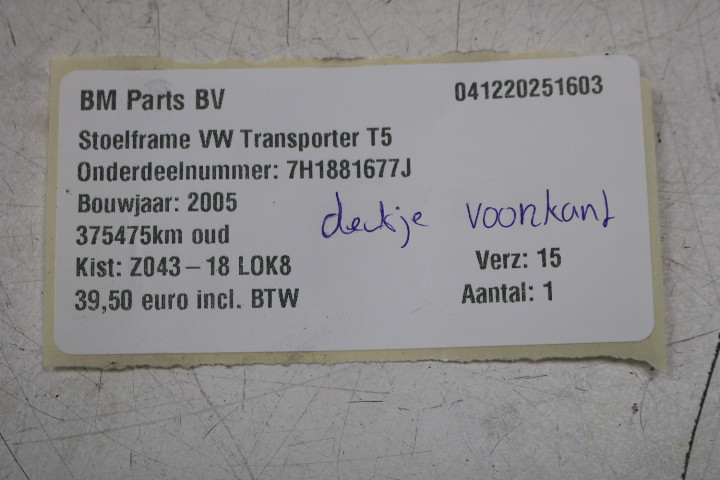 BM Parts BV 041220251603
Stoelframe VW Transporter T5
Onderdeelnummer: 7H1881677J
Bouwjaar: 2005
deckje voorkant
375475km oud
Kist: Z043-18 LOK8 Verz: 15
39,50 euro incl. BTW Aantal: 1